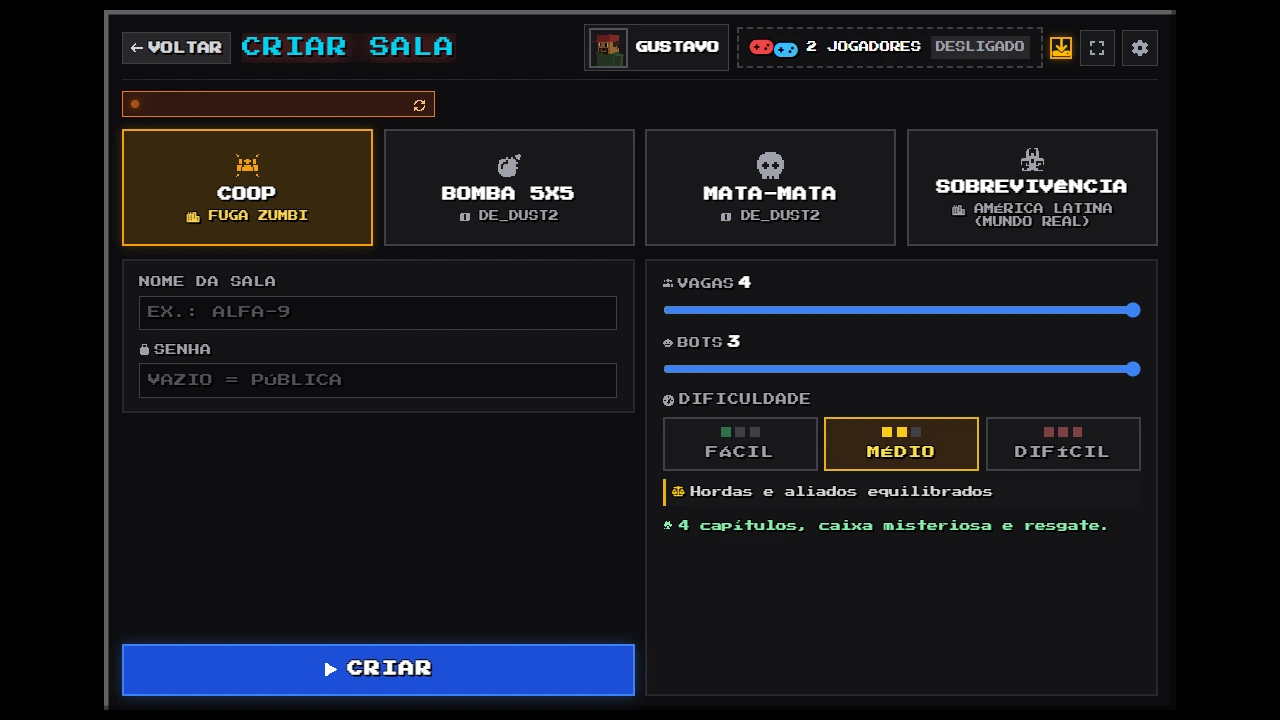 ← VOLTAR
CRIAR SALA
GUSTAVO
2 JOGADORES DESLIGADO
COOP
FUGA ZUMBI
BOMBA 5X5
DE_DUST2
MATA-MATA
DE_DUST2
SOBREVIVÊNCIA
AMÉRICA LATINA
(MUNDO REAL)
NOME DA SALA
EX.: ALFA-9
SENHA
VAZIO = PÚBLICA
CRIAR
VAGAS 4
BOTS 3
DIFICULDADE
FÁCIL
MÉDIO
DIFÍCIL
Hordas e aliados equilibrados
4 capítulos, caixa misteriosa e resgate.